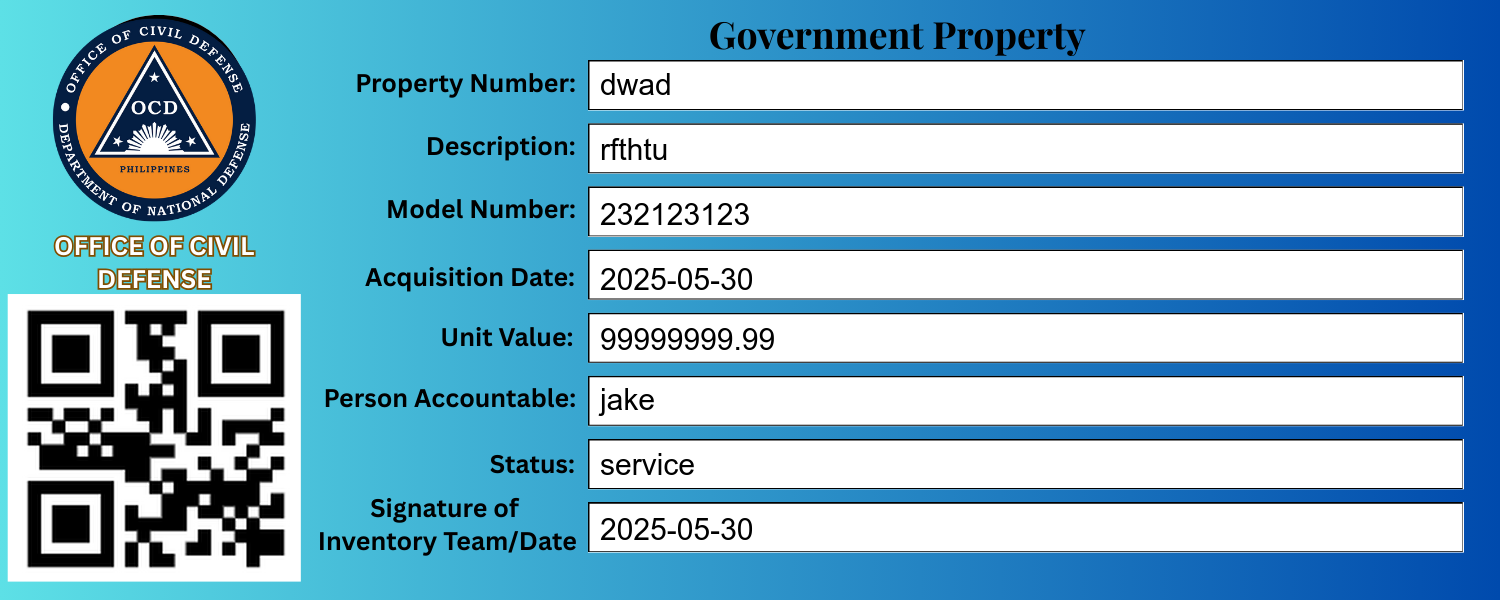 OFFICE OF CIVIL DEFENSE
OCD
PHILIPPINES
DEPARTMENT OF NATIONAL DEFENSE
OFFICE OF CIVIL
DEFENSE
Government Property
Property Number: dwad
Description: rfthtu
Model Number: 232123123
Acquisition Date: 2025-05-30
Unit Value: 99999999.99
Person Accountable: jake
Status: service
Signature of
Inventory Team/Date 2025-05-30